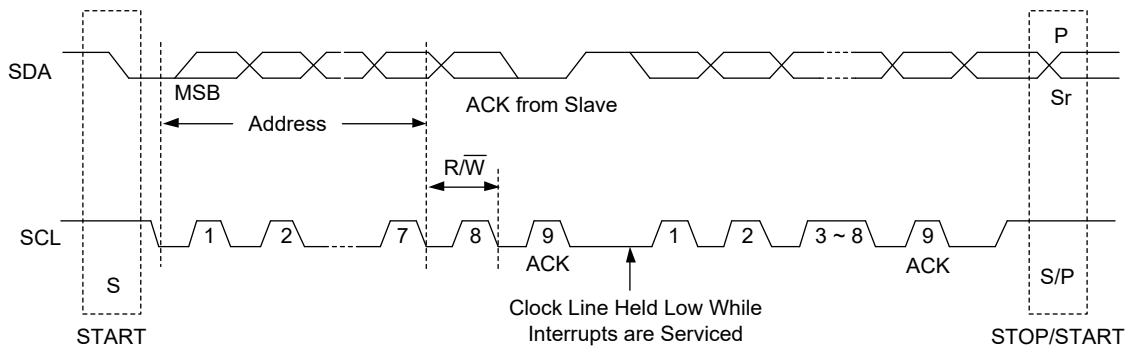 P
SDA
MSB
ACK from Slave
Sr
Address
R/W̅
SCL
1 2 7 8 9 1 2 3 ~ 8 9
ACK ACK
S
Clock Line Held Low While
Interrupts are Serviced
S/P
START
STOP/START